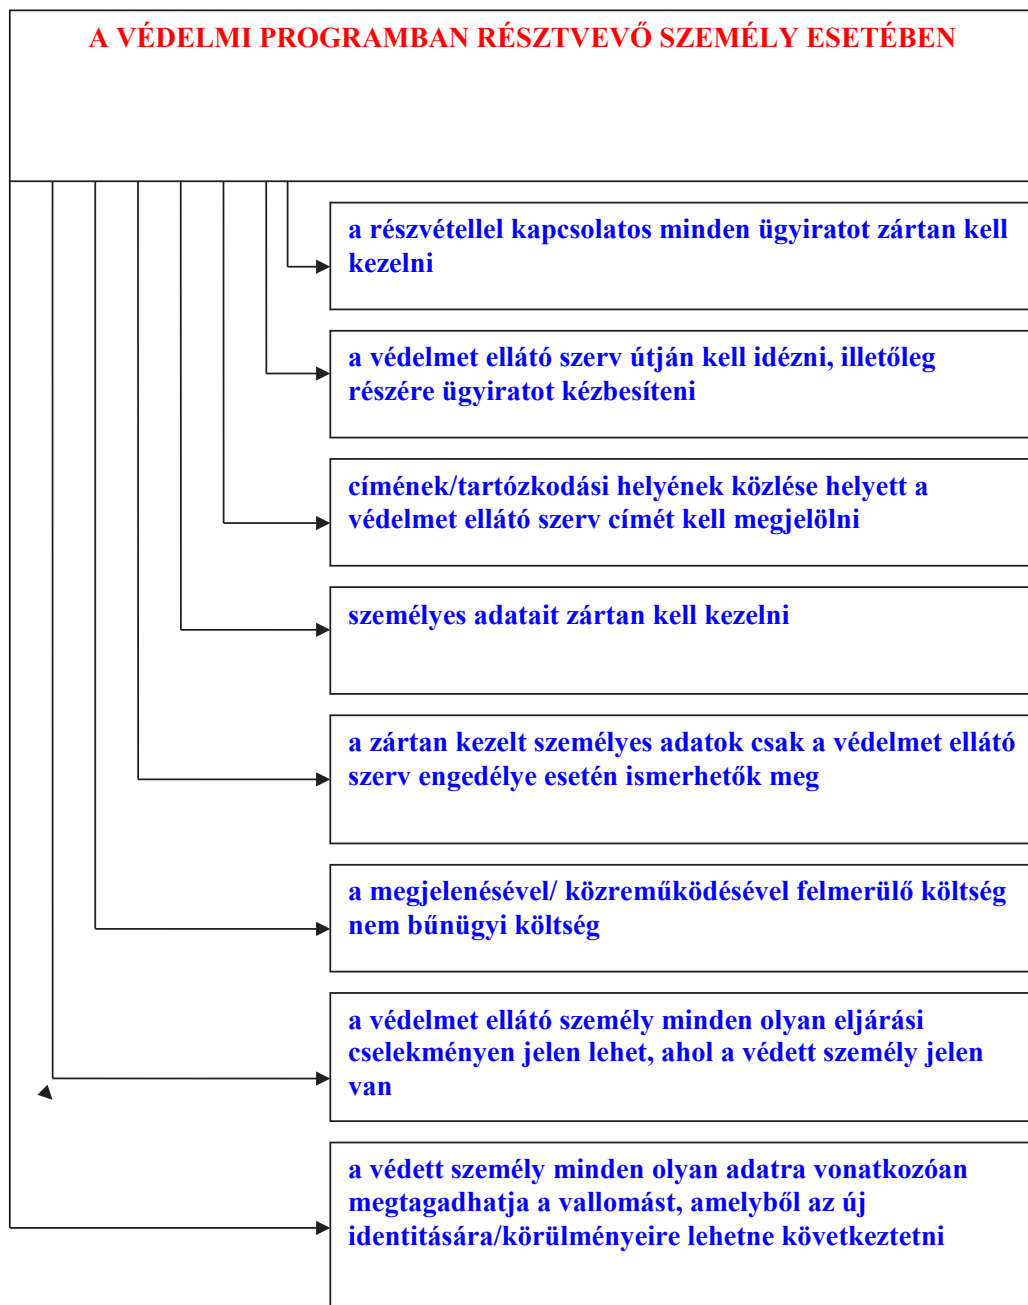 A VÉDELMI PROGRAMBAN RÉSZTVEVŐ SZEMÉLY ESETÉBEN
a részvétellel kapcsolatos minden ügyiratot zártan kell
kezelni
a védelmet ellátó szerv útján kell idézni, illetőleg
részére ügyiratot kézbesíteni
címének/tartózkodási helyének közlése helyett a
védelmet ellátó szerv címét kell megjelölni
személyes adatait zártan kell kezelni
a zártan kezelt személyes adatok csak a védelmet ellátó
szerv engedélye esetén ismerhetők meg
a megjelenésével/ közreműködésével felmerülő költség
nem bűnügyi költség
a védelmet ellátó személy minden olyan eljárási
cselekményen jelen lehet, ahol a védett személy jelen
van
a védett személy minden olyan adatra vonatkozóan
megtagadhatja a vallomást, amelyből az új
identitására/körülményeire lehetne következtetni